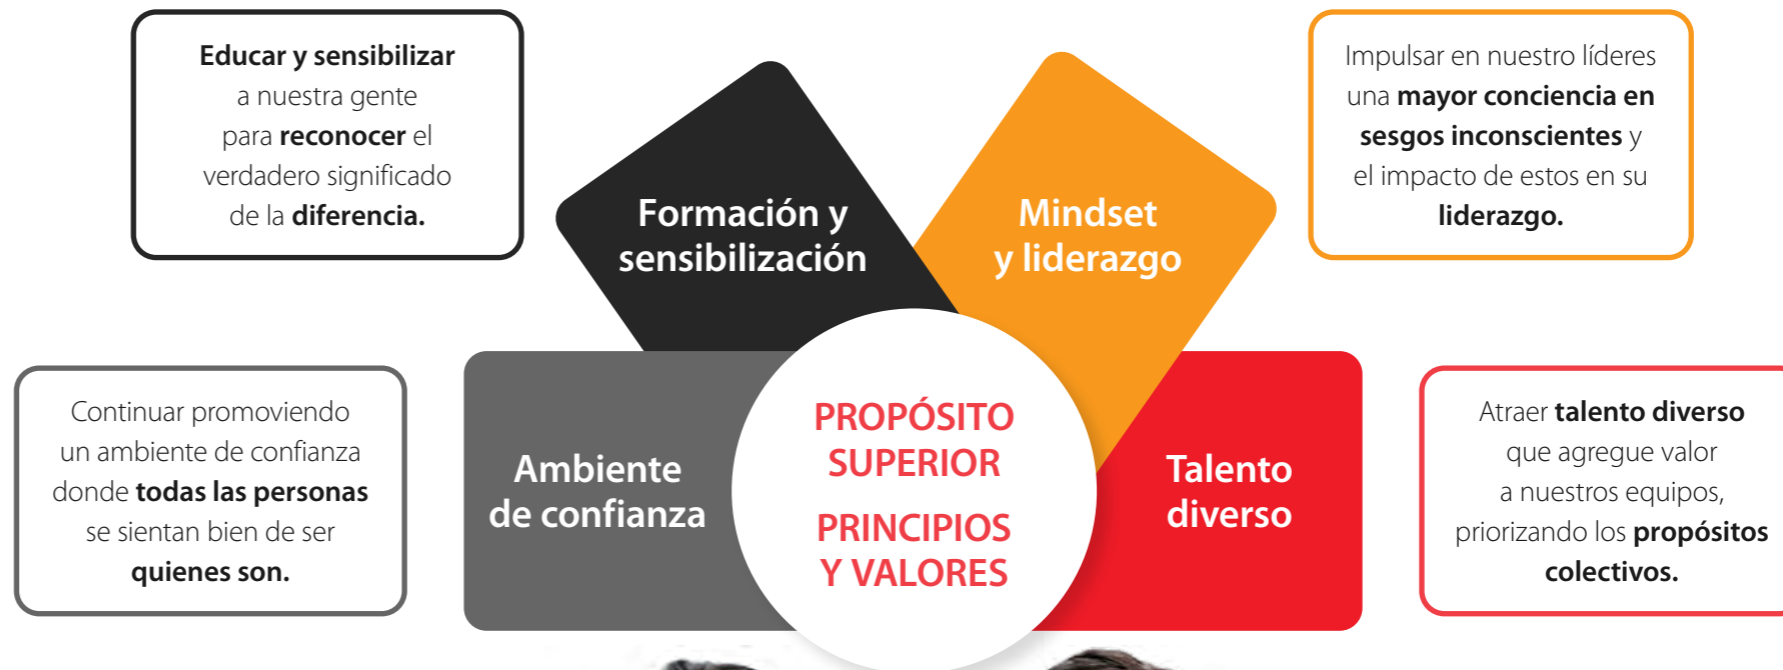 Educar y sensibilizar
a nuestra gente
para reconocer el
verdadero significado
de la diferencia.
Impulsar en nuestro líderes
una mayor conciencia en
sesgos inconscientes y
el impacto de estos en su
liderazgo.
Formación y
sensibilización
Mindset
y liderazgo
Continuar promoviendo
un ambiente de confianza
donde todas las personas
se sientan bien de ser
quienes son.
Ambiente
de confianza
PROPÓSITO
SUPERIOR
PRINCIPIOS
Y VALORES
Talento
diverso
Atraer talento diverso
que agregue valor
a nuestros equipos,
priorizando los propósitos
colectivos.